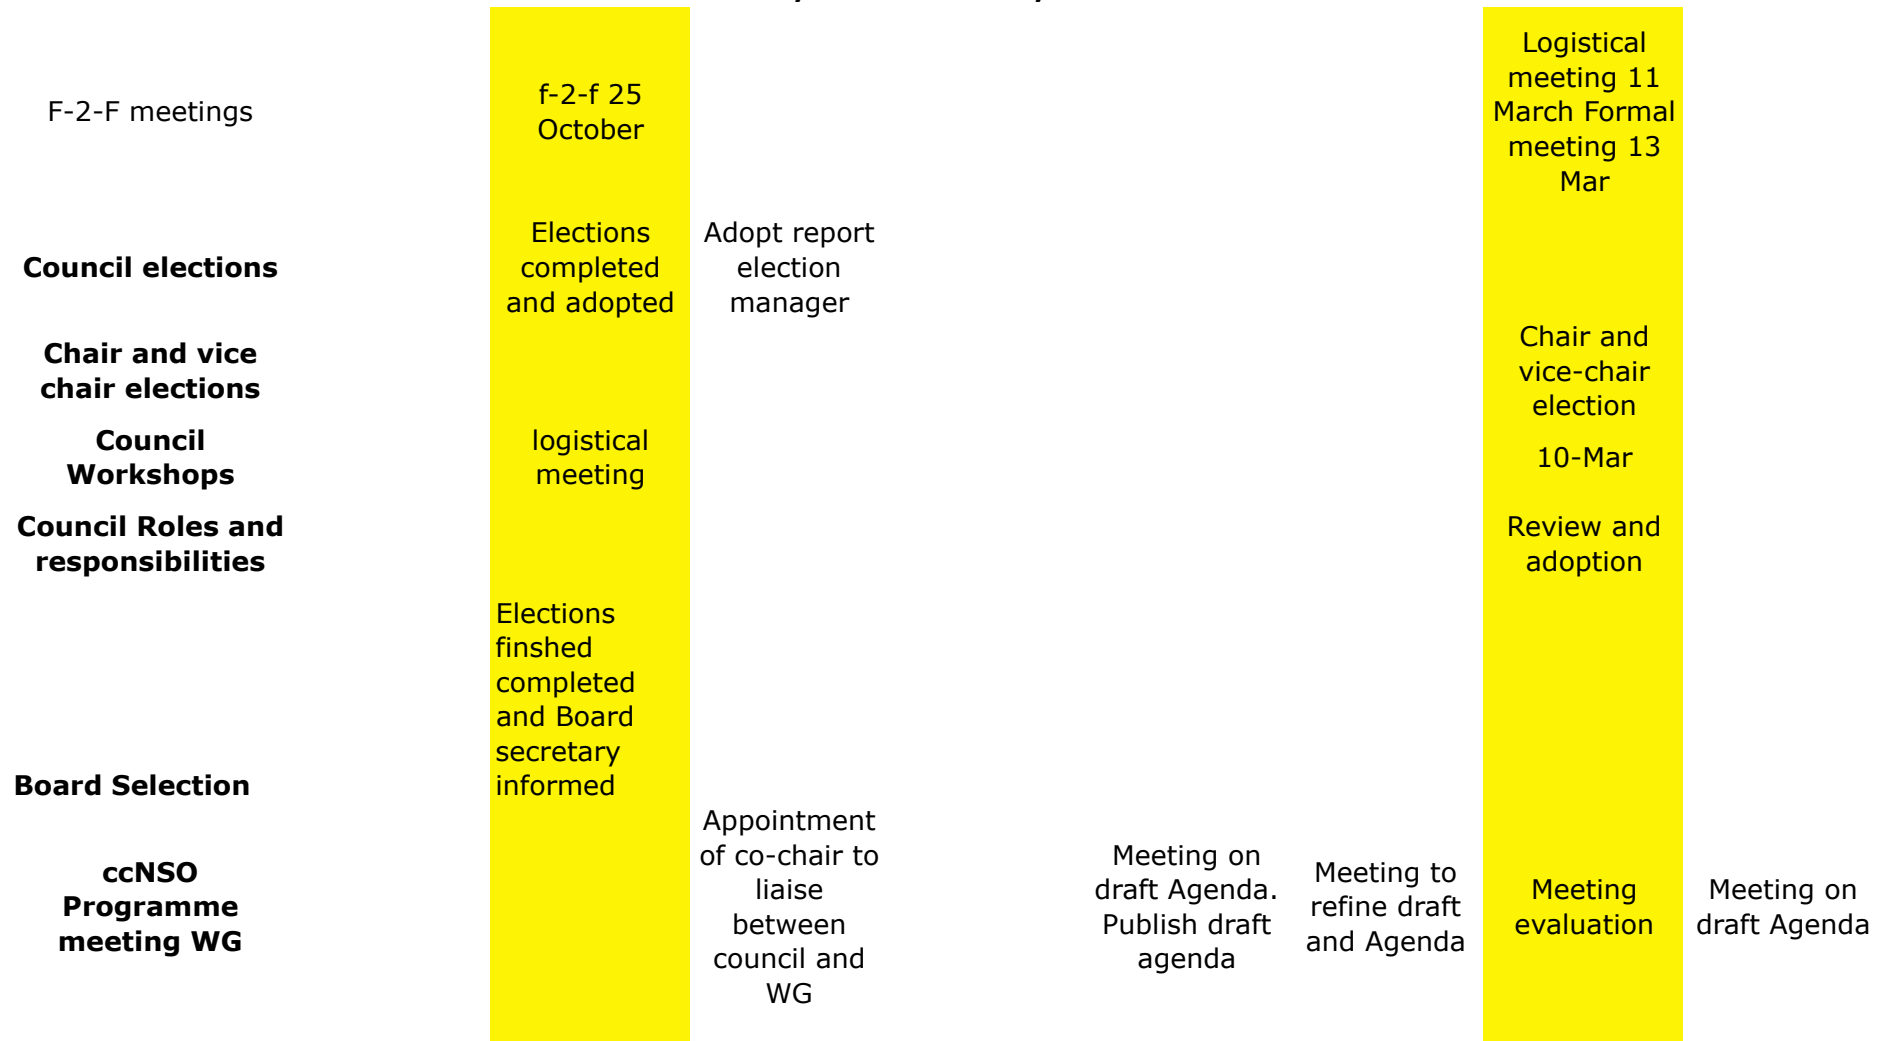 F-2-F meetings
f-2-f 25
October
Logistical
meeting 11
March Formal
meeting 13
Mar
Council elections
Elections
completed
and adopted
Adopt report
election
manager
Chair and vice
chair elections
Chair and
vice-chair
election
Council
Workshops
logistical
meeting
10-Mar
Council Roles and
responsibilities
Review and
adoption
Board Selection
Elections
finshed
completed
and Board
secretary
informed
ccNSO
Programme
meeting WG
Appointment
of co-chair to
liaise
between
council and
WG
Meeting on
draft Agenda.
Publish draft
agenda
Meeting to
refine draft
and Agenda
Meeting
evaluation
Meeting on
draft Agenda